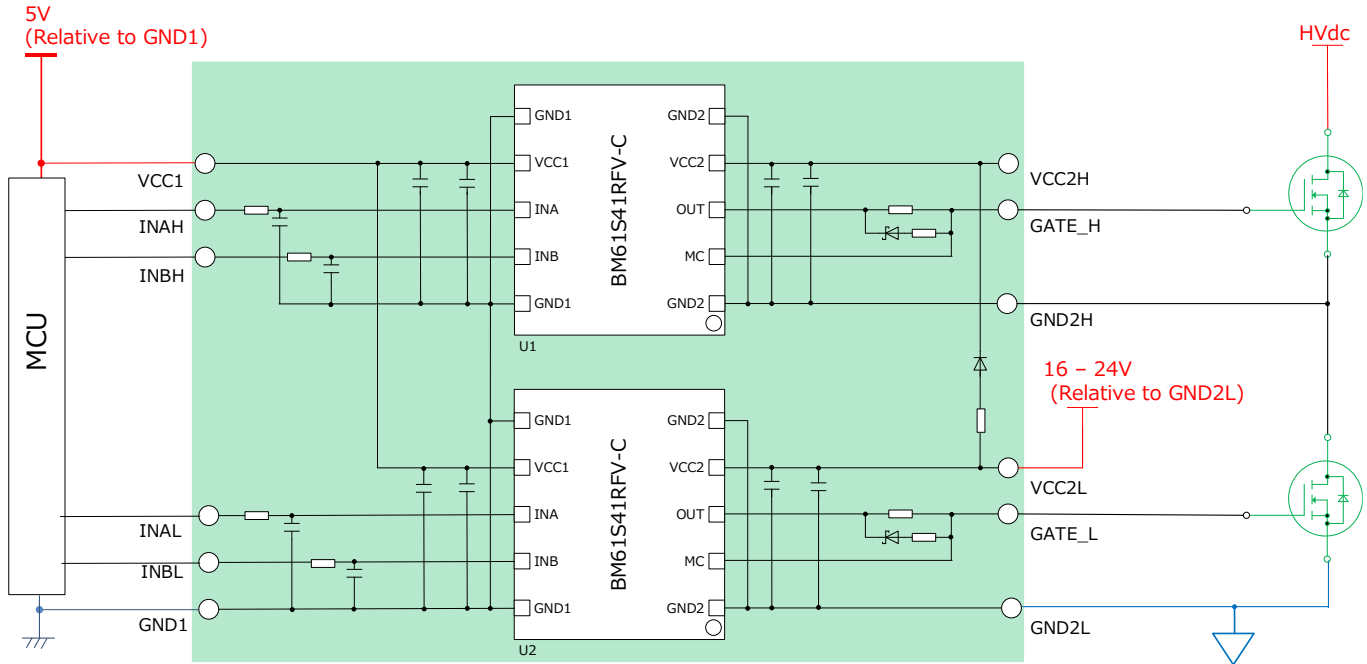 5V
(Relative to GND1)
HVdc
MCU
VCC1
INAH
INBH
GND1
VCC1
INA
INB
GND1
BM61S41RFV-C
GND2
VCC2
OUT
MC
GND2
U1
VCC2H
GATE_H
GND2H
16 – 24V
(Relative to GND2L)
INAL
INBL
GND1
GND1
VCC1
INA
INB
GND1
BM61S41RFV-C
GND2
VCC2
OUT
MC
GND2
U2
VCC2L
GATE_L
GND2L